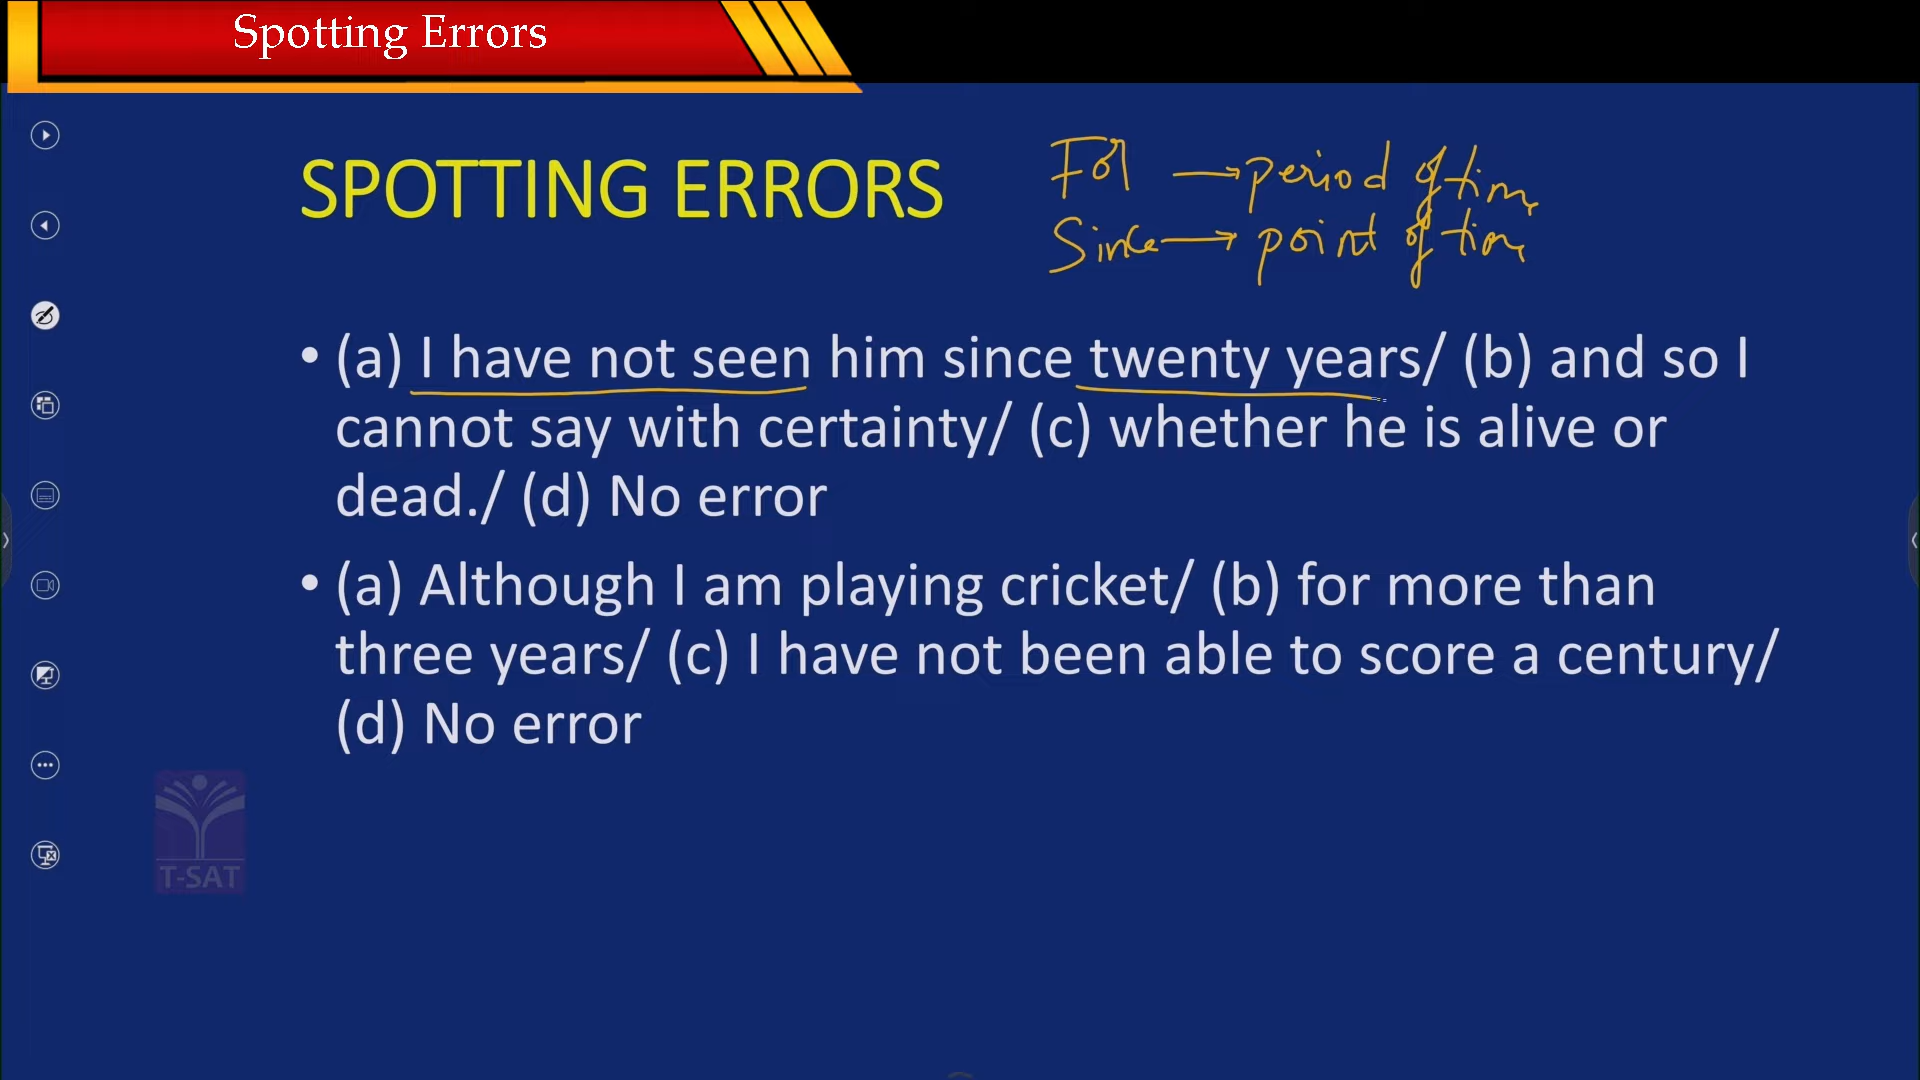 Spotting Errors
SPOTTING ERRORS
For → period of time
Since → point of time
• (a) I have not seen him since twenty years/ (b) and so I
cannot say with certainty/ (c) whether he is alive or
dead./ (d) No error
• (a) Although I am playing cricket/ (b) for more than
three years/ (c) I have not been able to score a century/
(d) No error
T-SAT